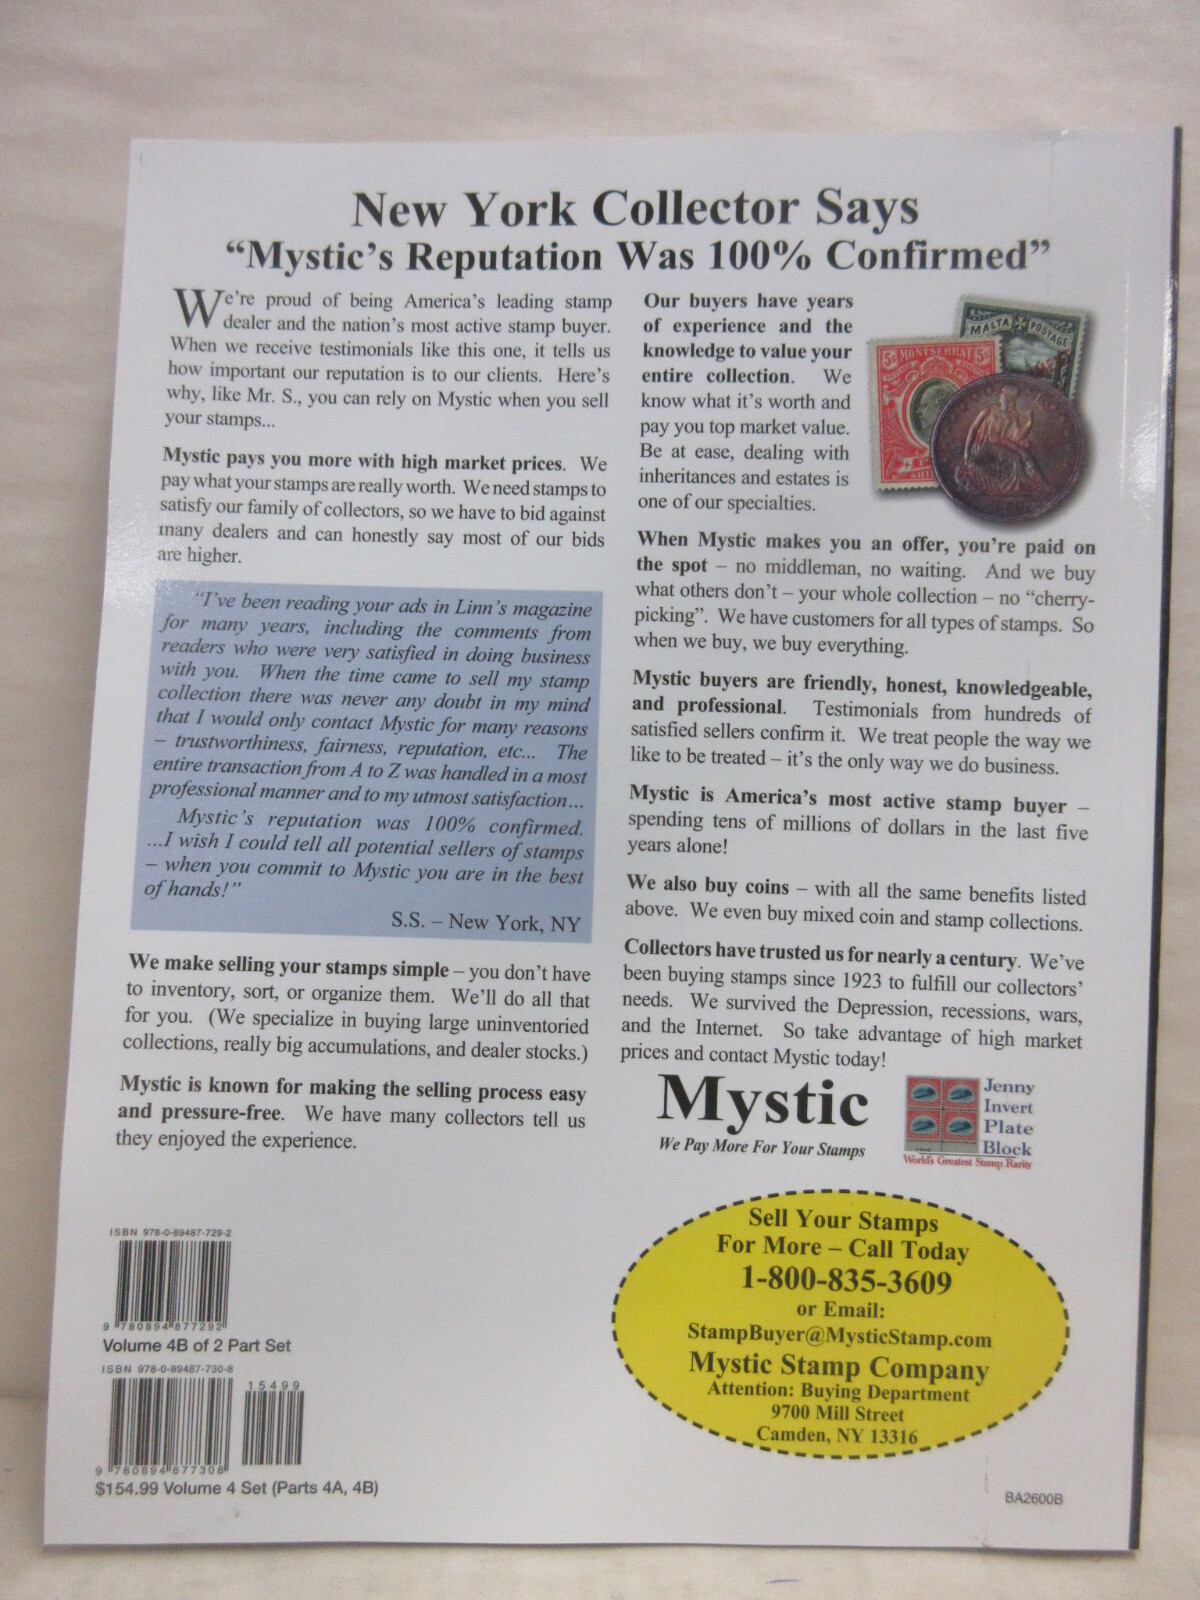 New York Collector Says
“Mystic’s Reputation Was 100% Confirmed”
We’re proud of being America’s leading stamp
dealer and the nation’s most active stamp buyer.
When we receive testimonials like this one, it tells us
how important our reputation is to our clients. Here’s
why, like Mr. S., you can rely on Mystic when you sell
your stamps...
Mystic pays you more with high market prices. We
pay what your stamps are really worth. We need stamps to
satisfy our family of collectors, so we have to bid against
many dealers and can honestly say most of our bids
are higher.
“I’ve been reading your ads in Linn’s magazine
for many years, including the comments from
readers who were very satisfied in doing business
with you. When the time came to sell my stamp
collection there was never any doubt in my mind
that I would only contact Mystic for many reasons
– trustworthiness, fairness, reputation, etc... The
entire transaction from A to Z was handled in a most
professional manner and to my utmost satisfaction...
Mystic’s reputation was 100% confirmed.
...I wish I could tell all potential sellers of stamps
– when you commit to Mystic you are in the best
of hands!”
S.S. – New York, NY
We make selling your stamps simple – you don’t have
to inventory, sort, or organize them. We’ll do all that
for you. (We specialize in buying large uninventoried
collections, really big accumulations, and dealer stocks.)
Mystic is known for making the selling process easy
and pressure-free. We have many collectors tell us
they enjoyed the experience.
Our buyers have years
of experience and the
knowledge to value your
entire collection. We
know what it’s worth and
pay you top market value.
Be at ease, dealing with
inheritances and estates is
one of our specialties.
MALTA POSTAGE
5s MONTSERRAT 5s
When Mystic makes you an offer, you’re paid on
the spot – no middleman, no waiting. And we buy
what others don’t – your whole collection – no “cherry-
picking”. We have customers for all types of stamps. So
when we buy, we buy everything.
Mystic buyers are friendly, honest, knowledgeable,
and professional. Testimonials from hundreds of
satisfied sellers confirm it. We treat people the way we
like to be treated – it’s the only way we do business.
Mystic is America’s most active stamp buyer –
spending tens of millions of dollars in the last five
years alone!
We also buy coins – with all the same benefits listed
above. We even buy mixed coin and stamp collections.
Collectors have trusted us for nearly a century. We’ve
been buying stamps since 1923 to fulfill our collectors’
needs. We survived the Depression, recessions, wars,
and the Internet. So take advantage of high market
prices and contact Mystic today!
Mystic
We Pay More For Your Stamps
Jenny
Invert
Plate
Block
World's Greatest Stamp Rarity
Sell Your Stamps
For More – Call Today
1-800-835-3609
or Email:
StampBuyer@MysticStamp.com
Mystic Stamp Company
Attention: Buying Department
9700 Mill Street
Camden, NY 13316
ISBN 978-0-89487-729-2
9 780894 877292
Volume 4B of 2 Part Set
ISBN 978-0-89487-730-8
15499
9 780894 877308
$154.99 Volume 4 Set (Parts 4A, 4B)
BA2600B